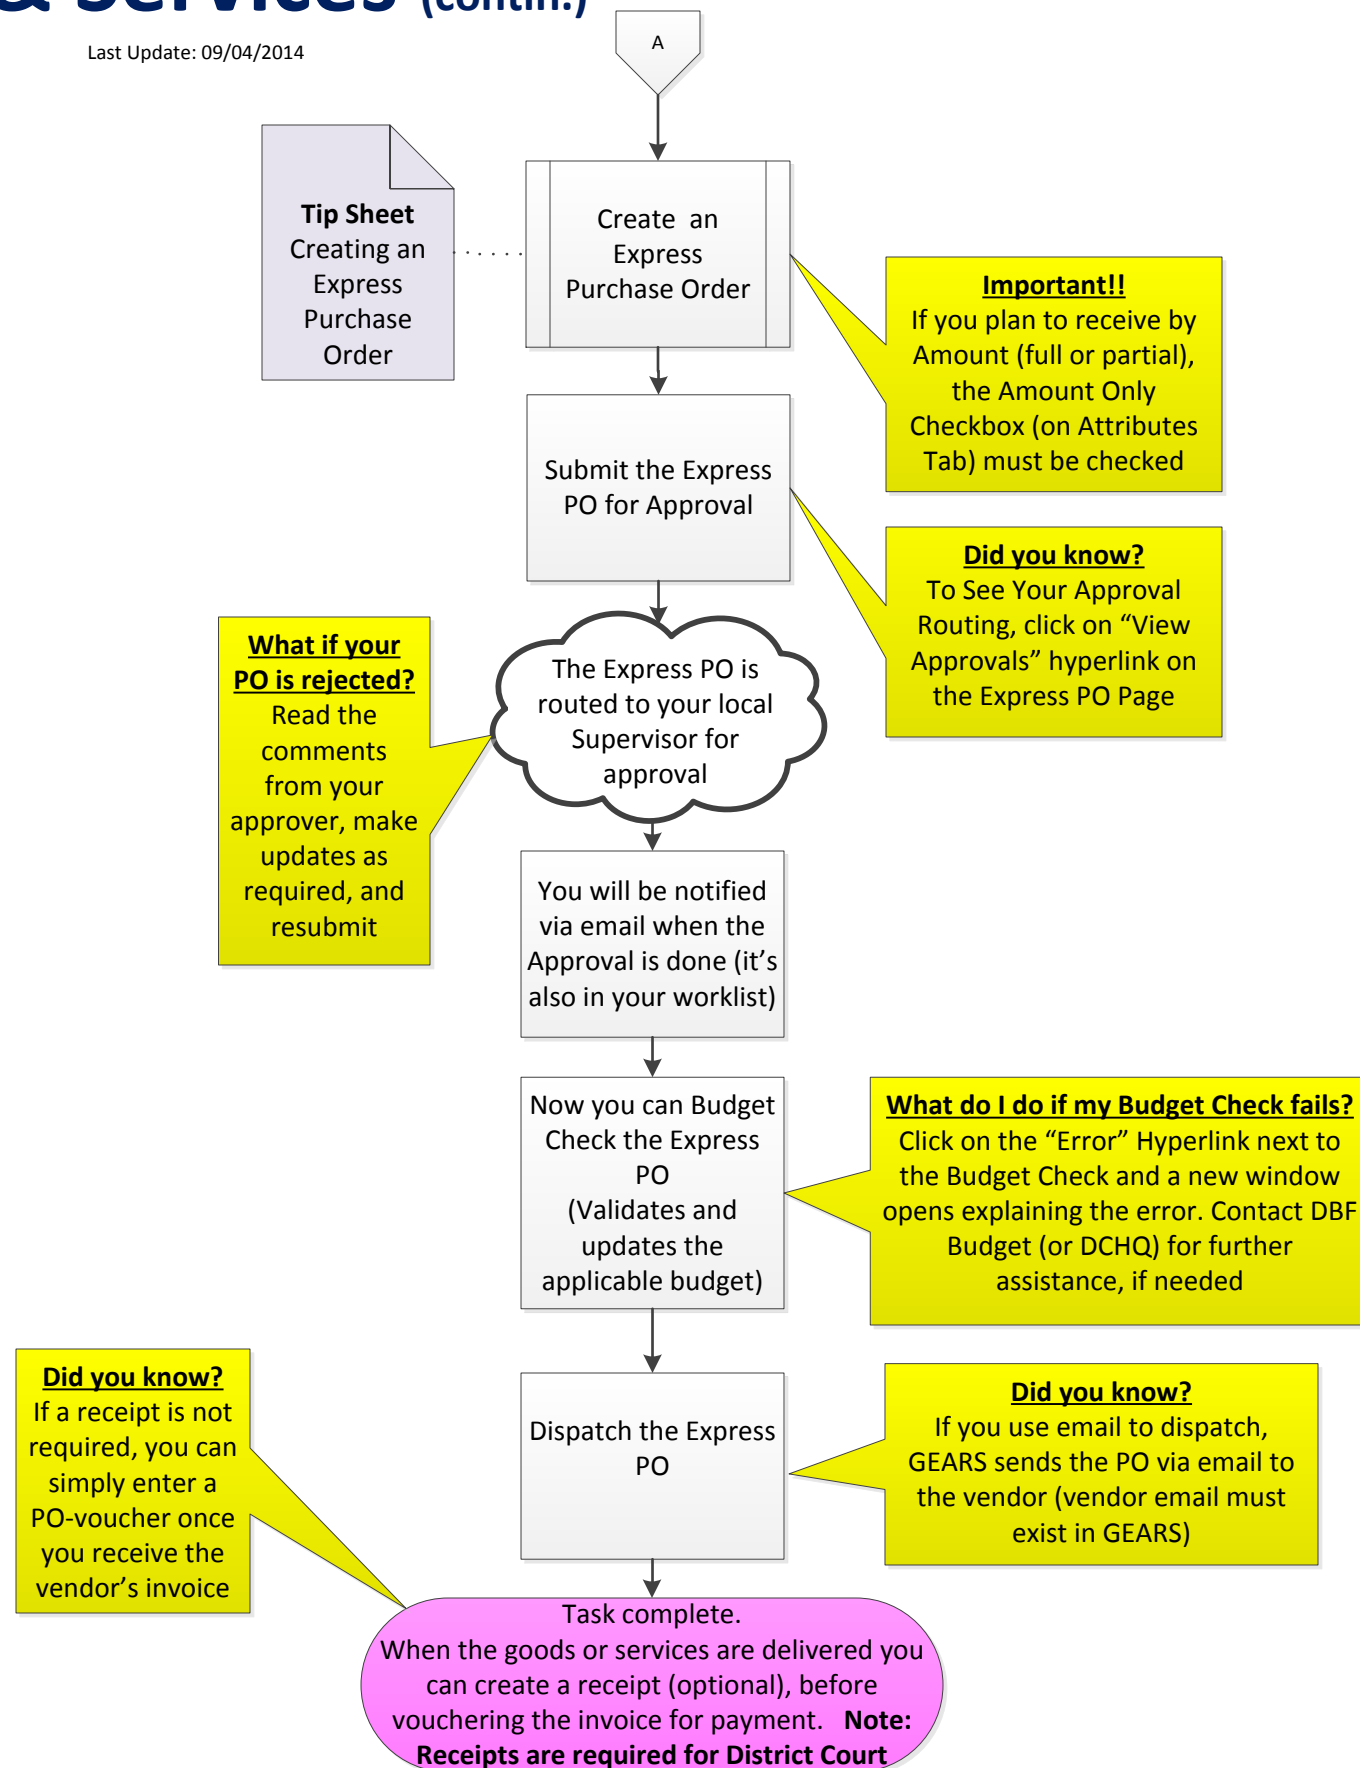 & Services (contin.)
Last Update: 09/04/2014
A
Tip Sheet
Creating an
Express
Purchase
Order
Create an
Express
Purchase Order
Important!!
If you plan to receive by
Amount (full or partial),
the Amount Only
Checkbox (on Attributes
Tab) must be checked
Submit the Express
PO for Approval
Did you know?
To See Your Approval
Routing, click on “View
Approvals” hyperlink on
the Express PO Page
What if your
PO is rejected?
Read the
comments
from your
approver, make
updates as
required, and
resubmit
The Express PO is
routed to your local
Supervisor for
approval
You will be notified
via email when the
Approval is done (it’s
also in your worklist)
Now you can Budget
Check the Express
PO
(Validates and
updates the
applicable budget)
What do I do if my Budget Check fails?
Click on the “Error” Hyperlink next to
the Budget Check and a new window
opens explaining the error. Contact DBF
Budget (or DCHQ) for further
assistance, if needed
Did you know?
If a receipt is not
required, you can
simply enter a
PO-voucher once
you receive the
vendor’s invoice
Dispatch the Express
PO
Did you know?
If you use email to dispatch,
GEARS sends the PO via email to
the vendor (vendor email must
exist in GEARS)
Task complete.
When the goods or services are delivered you
can create a receipt (optional), before
vouchering the invoice for payment. Note:
Receipts are required for District Court